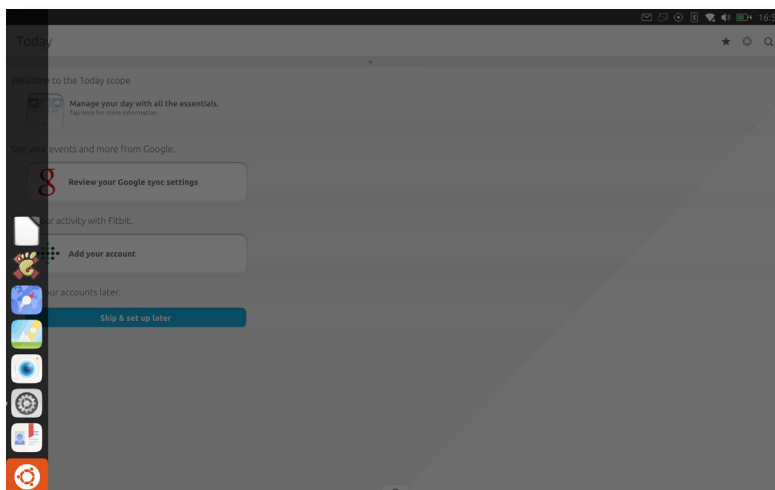 16:5
Today
Welcome to the Today scope
Manage your day with all the essentials.
Tap here for more information.
See your events and more from Google.
Review your Google sync settings
our activity with Fitbit.
Add your account
our accounts later.
Skip & set up later